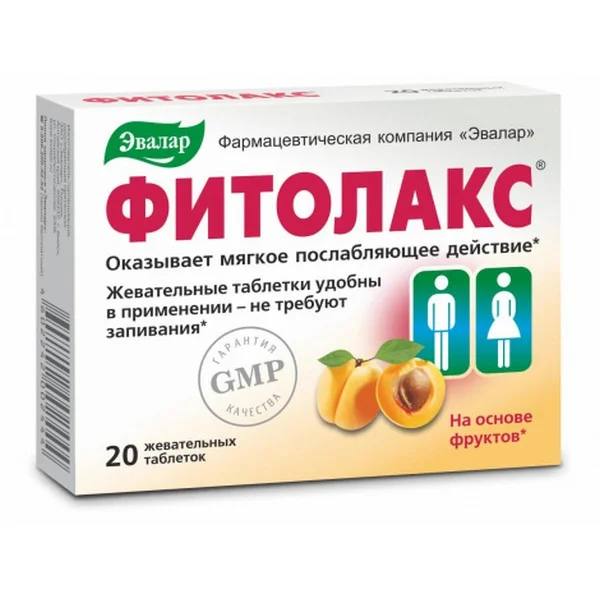 ФИТОЛАКС
Эвалар
Фармацевтическая компания «Эвалар»
ФИТОЛАКС®
Оказывает мягкое послабляющее действие*
Жевательные таблетки удобны
в применении – не требуют
запивания*
ГАРАНТИЯ
GMP
КАЧЕСТВА
На основе
фруктов*
20 жевательных
таблеток